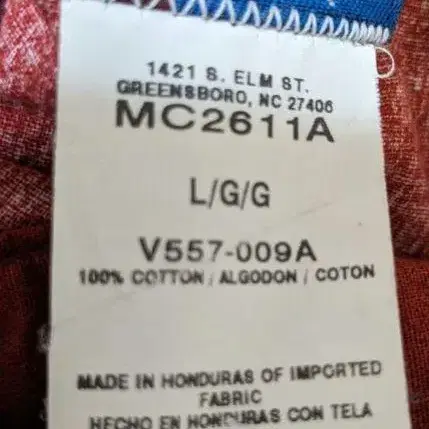 1421 S. ELM ST.
GREENSBORO, NC 27406
MC2611A
L/G/G
V557-009A
100% COTTON / ALGODON / COTON
MADE IN HONDURAS OF IMPORTED
FABRIC
HECHO EN HONDURAS CON TELA